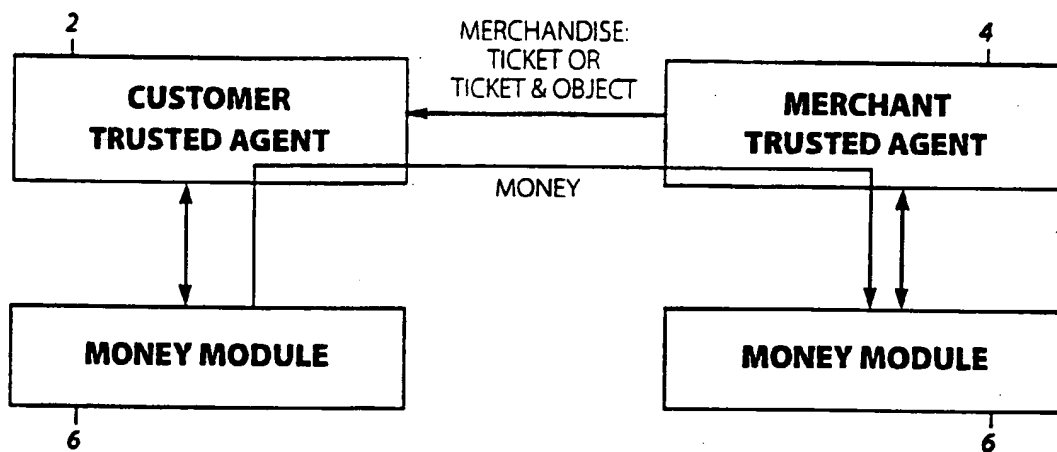 2
MERCHANDISE:
TICKET OR
TICKET & OBJECT
4
CUSTOMER
TRUSTED AGENT
MERCHANT
TRUSTED AGENT
MONEY
MONEY MODULE
MONEY MODULE
6
6